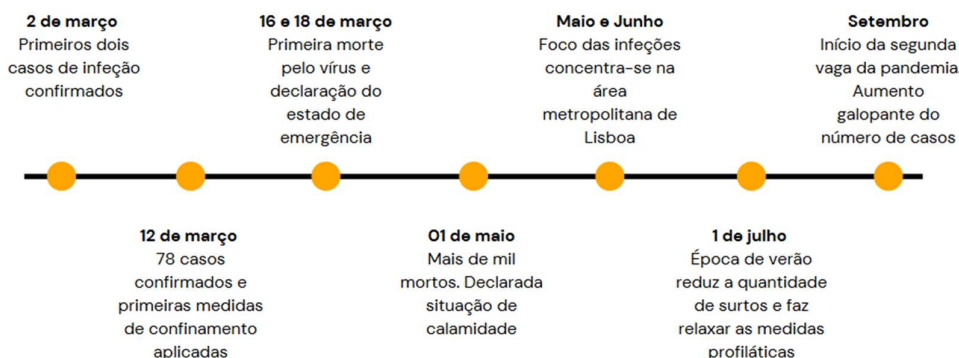 2 de março
Primeiros dois
casos de infeção
confirmados
16 e 18 de março
Primeira morte
pelo vírus e
declaração do
estado de
emergência
Maio e Junho
Foco das infeções
concentra-se na
área
metropolitana de
Lisboa
Setembro
Início da segunda
vaga da pandemia.
Aumento
galopante do
número de casos
12 de março
78 casos
confirmados e
primeiras medidas
de confinamento
aplicadas
01 de maio
Mais de mil
mortos. Declarada
situação de
calamidade
1 de julho
Época de verão
reduz a quantidade
de surtos e faz
relaxar as medidas
profiláticas